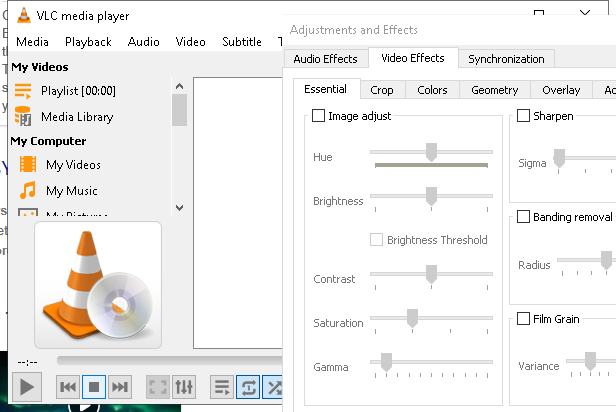 VLC media player
Media Playback Audio Video Subtitle T
My Videos
Playlist [00:00]
Media Library
My Computer
My Videos
My Music
My Pictures
--:--
Adjustments and Effects
Audio Effects Video Effects Synchronization
Essential Crop Colors Geometry Overlay
Image adjust
Hue
Brightness
Brightness Threshold
Contrast
Saturation
Gamma
Sharpen
Sigma
Banding removal
Radius
Film Grain
Variance